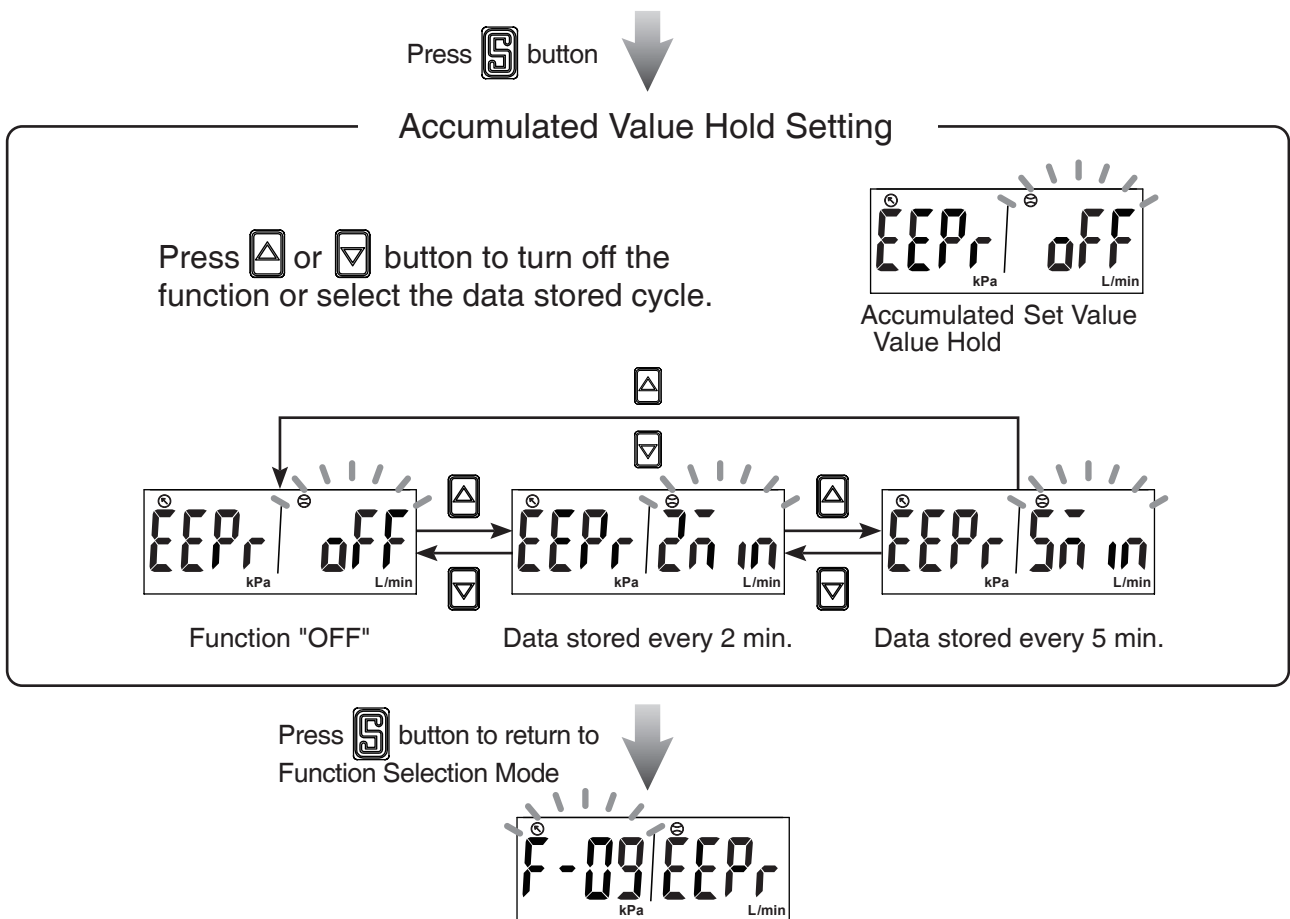 Press S button
Accumulated Value Hold Setting
EEPr oFF
kPa L/min
Press △ or ▽ button to turn off the
function or select the data stored cycle.
Accumulated Set Value
Value Hold
EEPr oFF
kPa L/min
EEPr 2min
kPa L/min
EEPr 5min
kPa L/min
Function "OFF"
Data stored every 2 min.
Data stored every 5 min.
Press S button to return to
Function Selection Mode
F-09 EEPr
kPa L/min